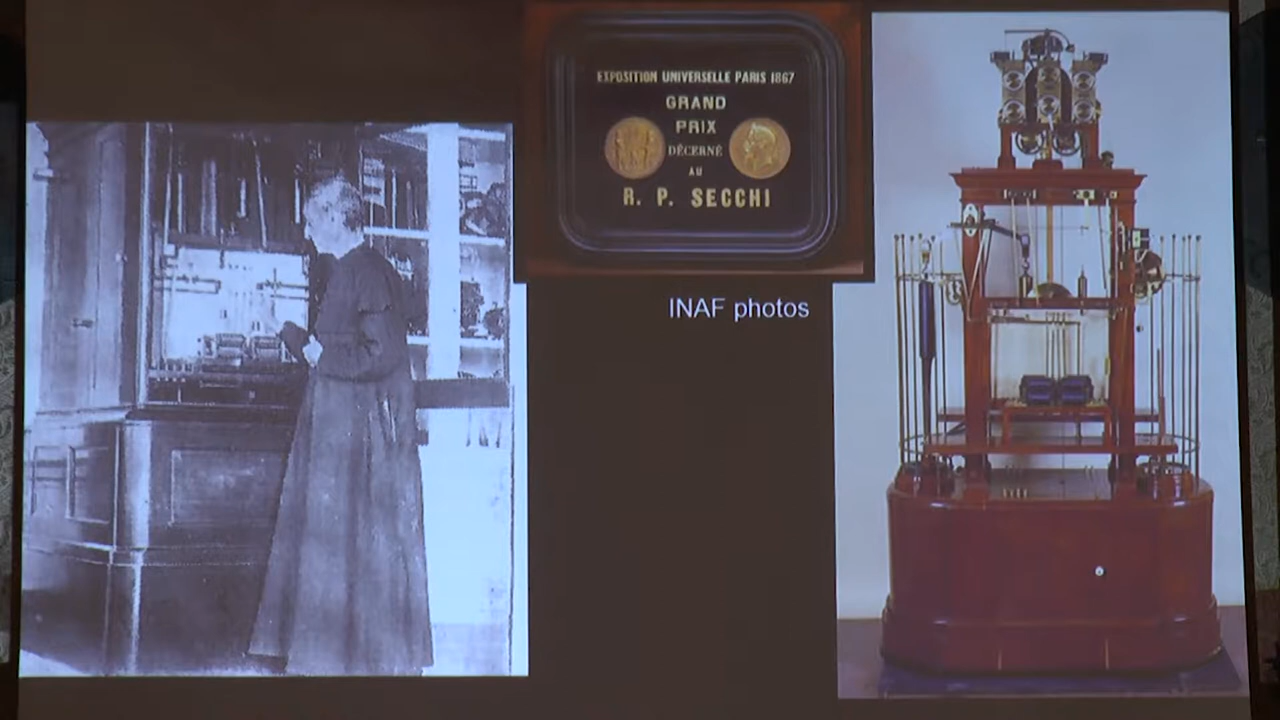 EXPOSITION UNIVERSELLE PARIS 1867
GRAND
PRIX
DÉCERNÉ
AU
R. P. SECCHI
INAF photos